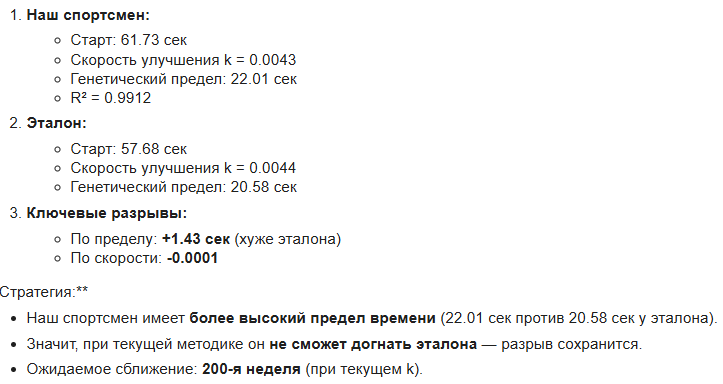 1. Наш спортсмен:
○ Старт: 61.73 сек
○ Скорость улучшения k = 0.0043
○ Генетический предел: 22.01 сек
○ R² = 0.9912
2. Эталон:
○ Старт: 57.68 сек
○ Скорость улучшения k = 0.0044
○ Генетический предел: 20.58 сек
3. Ключевые разрывы:
○ По пределу: +1.43 сек (хуже эталона)
○ По скорости: -0.0001
Стратегия:**
• Наш спортсмен имеет более высокий предел времени (22.01 сек против 20.58 сек у эталона).
• Значит, при текущей методике он не сможет догнать эталона — разрыв сохранится.
• Ожидаемое сближение: 200-я неделя (при текущем k).